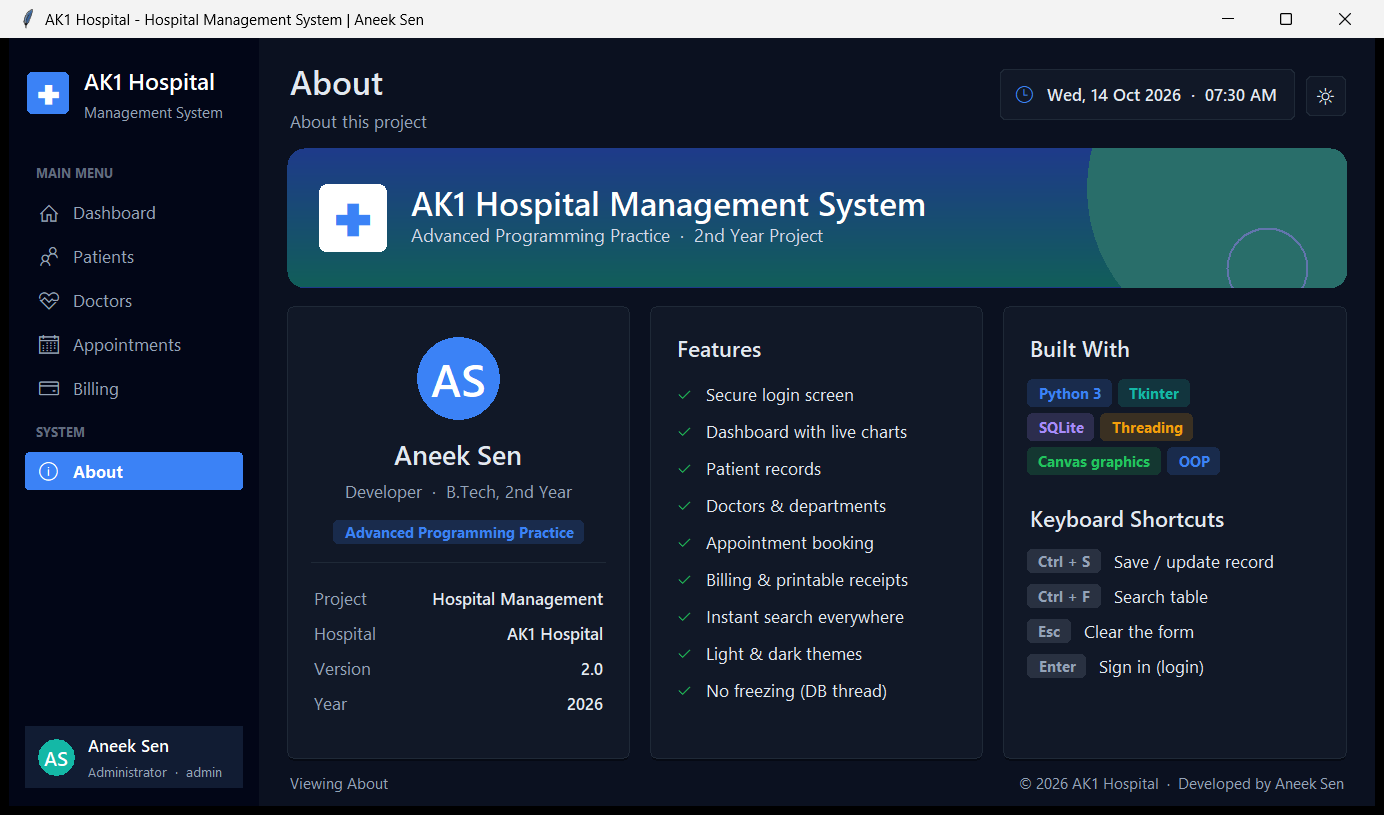 AK1 Hospital - Hospital Management System | Aneek Sen
AK1 Hospital
Management System
MAIN MENU
Dashboard
Patients
Doctors
Appointments
Billing
SYSTEM
About
AS
Aneek Sen
Administrator · admin
About
About this project
Wed, 14 Oct 2026 · 07:30 AM
AK1 Hospital Management System
Advanced Programming Practice · 2nd Year Project
AS
Aneek Sen
Developer · B.Tech, 2nd Year
Advanced Programming Practice
Project Hospital Management
Hospital AK1 Hospital
Version 2.0
Year 2026
Features
Secure login screen
Dashboard with live charts
Patient records
Doctors & departments
Appointment booking
Billing & printable receipts
Instant search everywhere
Light & dark themes
No freezing (DB thread)
Built With
Python 3 Tkinter
SQLite Threading
Canvas graphics OOP
Keyboard Shortcuts
Ctrl + S Save / update record
Ctrl + F Search table
Esc Clear the form
Enter Sign in (login)
Viewing About
© 2026 AK1 Hospital · Developed by Aneek Sen